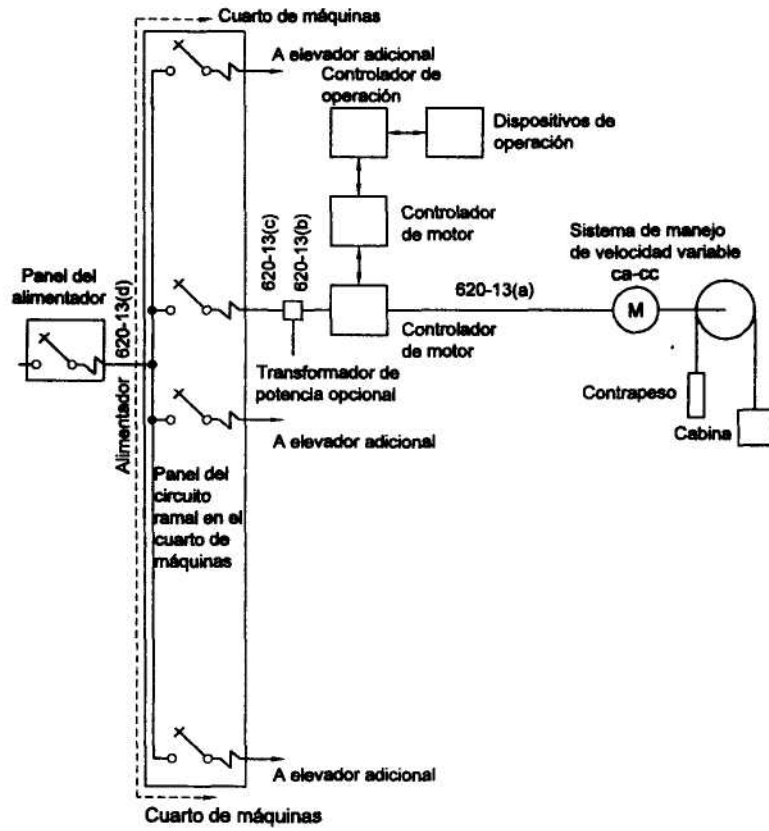 Cuarto de máquinas
A elevador adicional
Controlador de
operación
Dispositivos de
operación
620-13(c)
620-13(b)
Controlador
de motor
Sistema de manejo
de velocidad variable
ca-cc
Panel del
alimentador
620-13(d)
Alimentador
620-13(a)
M
Controlador
de motor
Transformador de
potencia opcional
Contrapeso
Cabina
A elevador adicional
Panel del
circuito
ramal en el
cuarto de
máquinas
A elevador adicional
Cuarto de máquinas